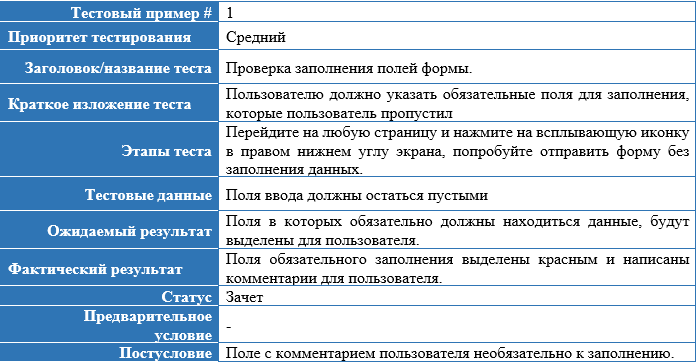 Тестовый пример # 1
Приоритет тестирования Средний
Заголовок/название теста Проверка заполнения полей формы.
Краткое изложение теста Пользователю должно указать обязательные поля для заполнения,
которые пользователь пропустил
Этапы теста Перейдите на любую страницу и нажмите на всплывающую иконку
в правом нижнем углу экрана, попробуйте отправить форму без
заполнения данных.
Тестовые данные Поля ввода должны остаться пустыми
Ожидаемый результат Поля в которых обязательно должны находиться данные, будут
выделены для пользователя.
Фактический результат Поля обязательного заполнения выделены красным и написаны
комментарии для пользователя.
Статус Зачет
Предварительное
условие -
Постусловие Поле с комментарием пользователя необязательно к заполнению.